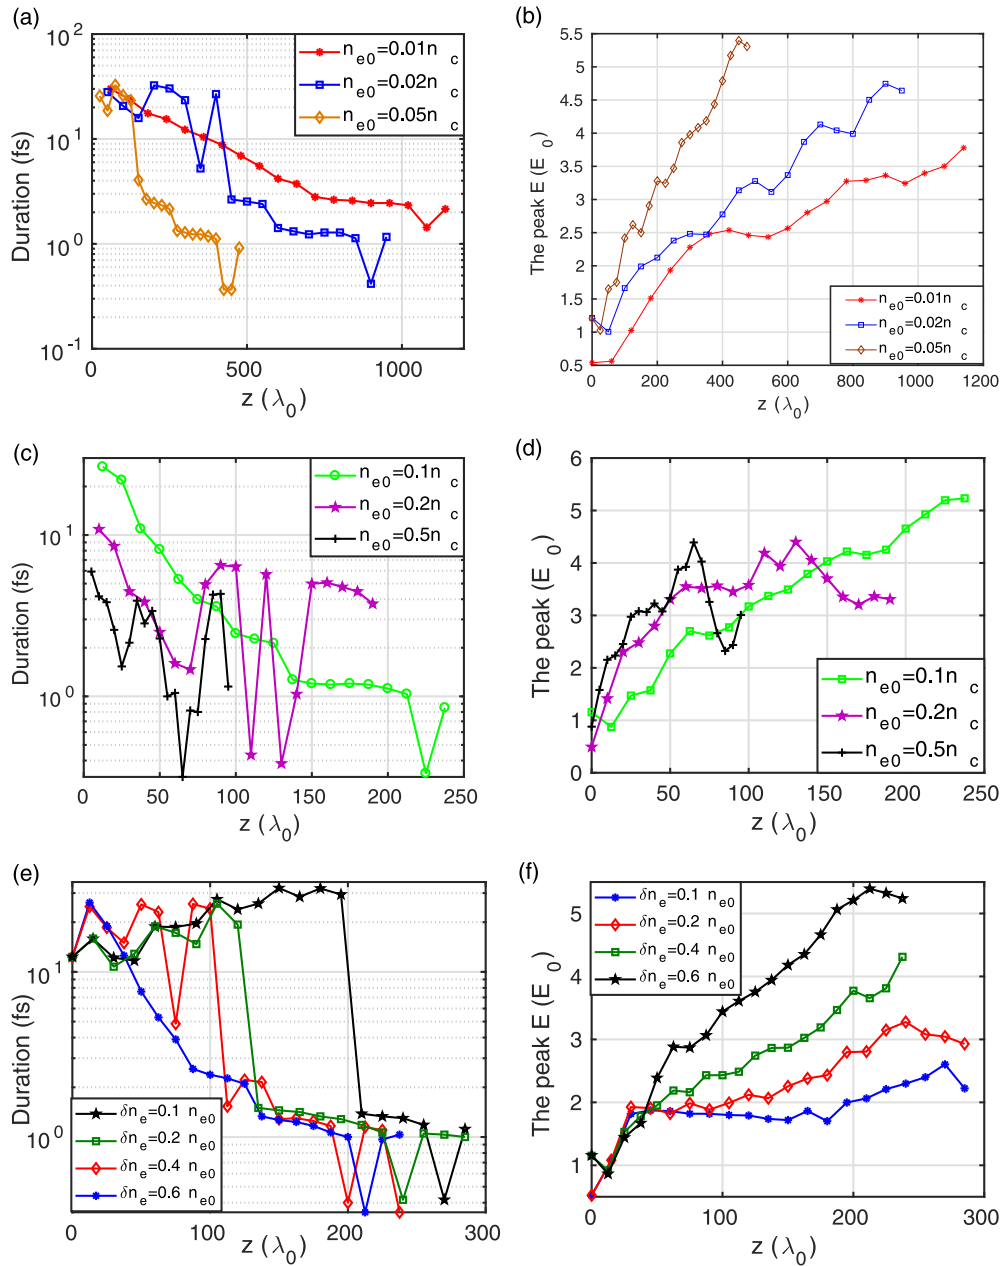 (a)
10^2
10^1
10^0
10^-1
Duration (fs)
n_e0=0.01n_c
n_e0=0.02n_c
n_e0=0.05n_c
0 500 1000
z (λ_0)
(b)
5.5
5
4.5
4
3.5
3
2.5
2
1.5
1
0.5
The peak E (E_0)
n_e0=0.01n_c
n_e0=0.02n_c
n_e0=0.05n_c
0 200 400 600 800 1000 1200
z (λ_0)
(c)
10^1
10^0
Duration (fs)
n_e0=0.1n_c
n_e0=0.2n_c
n_e0=0.5n_c
0 50 100 150 200 250
z (λ_0)
(d)
6
5
4
3
2
1
0
The peak (E_0)
n_e0=0.1n_c
n_e0=0.2n_c
n_e0=0.5n_c
0 50 100 150 200 250
z (λ_0)
(e)
10^1
10^0
Duration (fs)
δn_e=0.1 n_e0
δn_e=0.2 n_e0
δn_e=0.4 n_e0
δn_e=0.6 n_e0
0 100 200 300
z (λ_0)
(f)
5
4
3
2
1
The peak E (E_0)
δn_e=0.1 n_e0
δn_e=0.2 n_e0
δn_e=0.4 n_e0
δn_e=0.6 n_e0
0 100 200 300
z (λ_0)